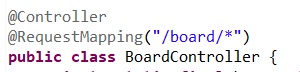 @Controller
@RequestMapping("/board/*")
public class BoardController {